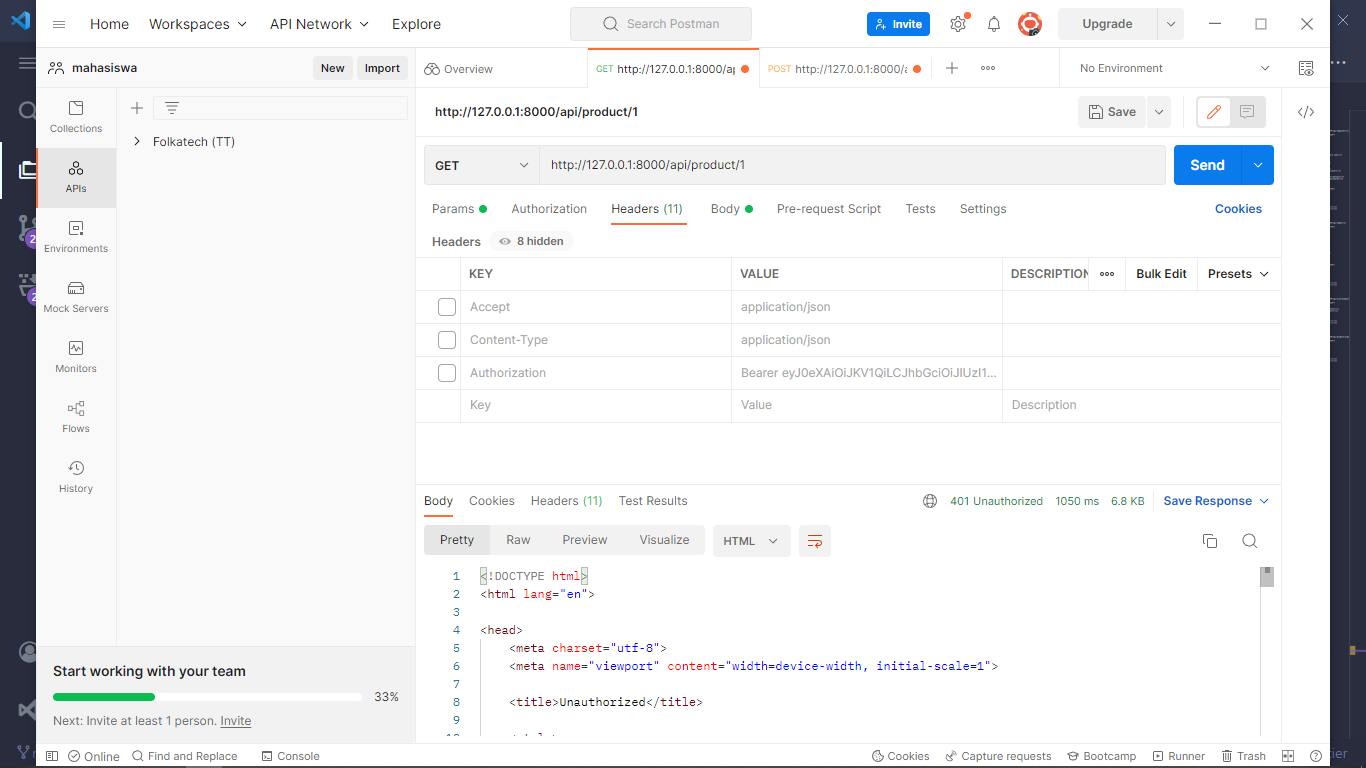 Home Workspaces API Network Explore
Search Postman
Invite
Upgrade
mahasiswa
New Import
Overview
GET http://127.0.0.1:8000/ap
POST http://127.0.0.1:8000/a
No Environment
Collections
APIs
Environments
Mock Servers
Monitors
Flows
History
Folkatech (TT)
http://127.0.0.1:8000/api/product/1
Save
GET http://127.0.0.1:8000/api/product/1
Send
Params Authorization Headers (11) Body Pre-request Script Tests Settings Cookies
Headers 8 hidden
KEY VALUE DESCRIPTION Bulk Edit Presets
Accept application/json
Content-Type application/json
Authorization Bearer eyJ0eXAiOiJKV1QiLCJhbGciOiJIUzI1...
Key Value Description
Body Cookies Headers (11) Test Results
401 Unauthorized 1050 ms 6.8 KB Save Response
Pretty Raw Preview Visualize HTML
1 <!DOCTYPE html>
2 <html lang="en">
3
4 <head>
5 <meta charset="utf-8">
6 <meta name="viewport" content="width=device-width, initial-scale=1">
7
8 <title>Unauthorized</title>
9
Start working with your team
33%
Next: Invite at least 1 person. Invite
Online Find and Replace Console
Cookies Capture requests Bootcamp Runner Trash